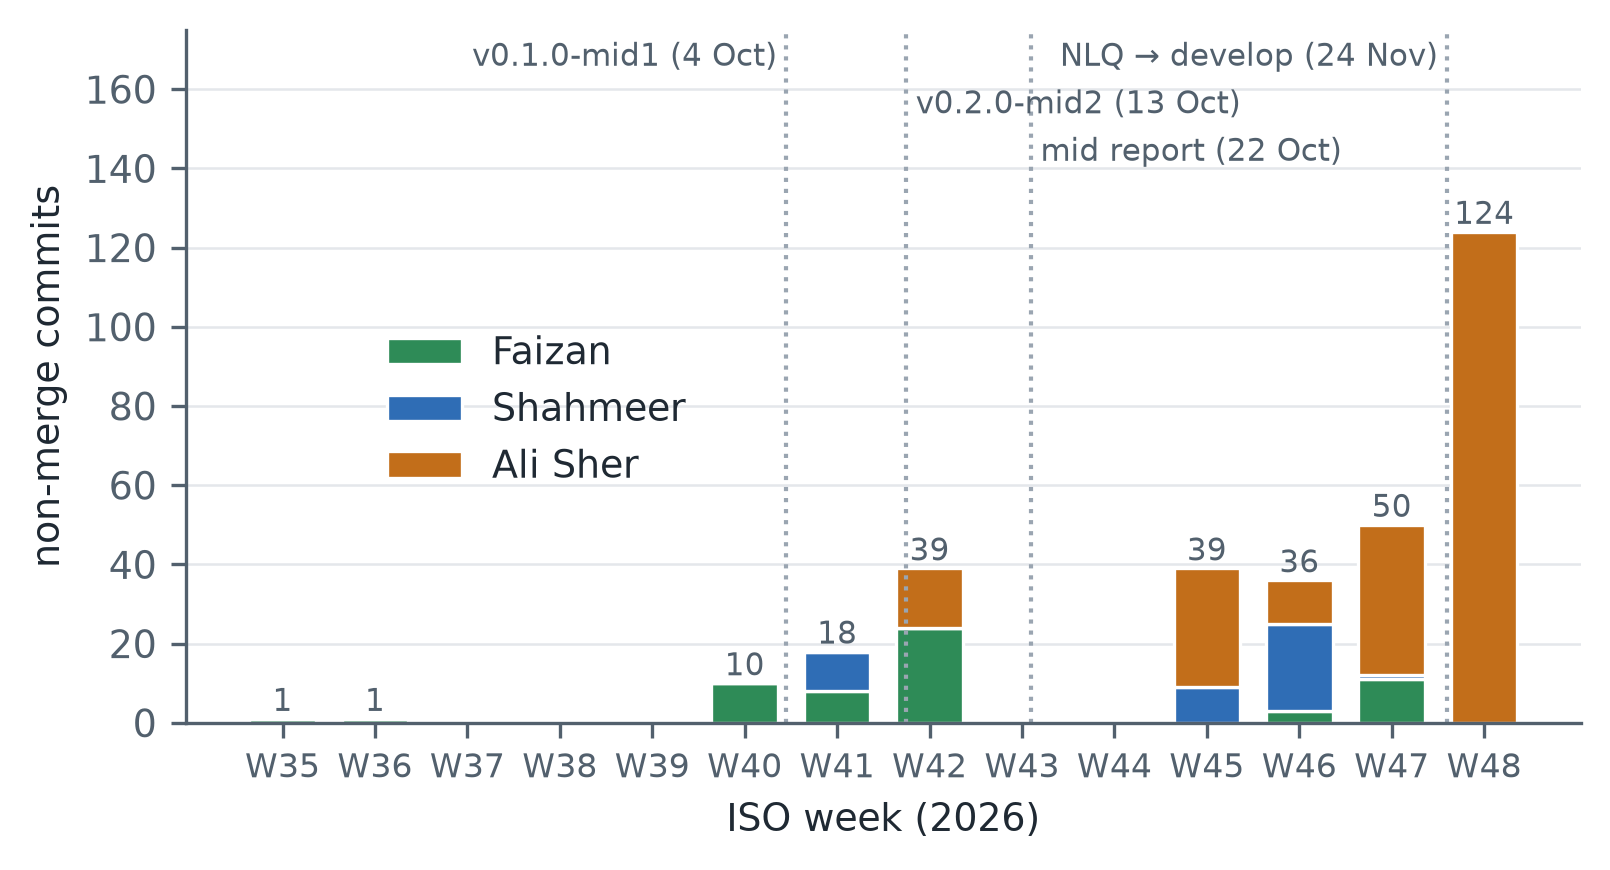 v0.1.0-mid1 (4 Oct)
NLQ → develop (24 Nov)
v0.2.0-mid2 (13 Oct)
mid report (22 Oct)
non-merge commits
160
140
120
100
80
60
40
20
0
Faizan
Shahmeer
Ali Sher
1
1
10
18
39
39
36
50
124
W35 W36 W37 W38 W39 W40 W41 W42 W43 W44 W45 W46 W47 W48
ISO week (2026)